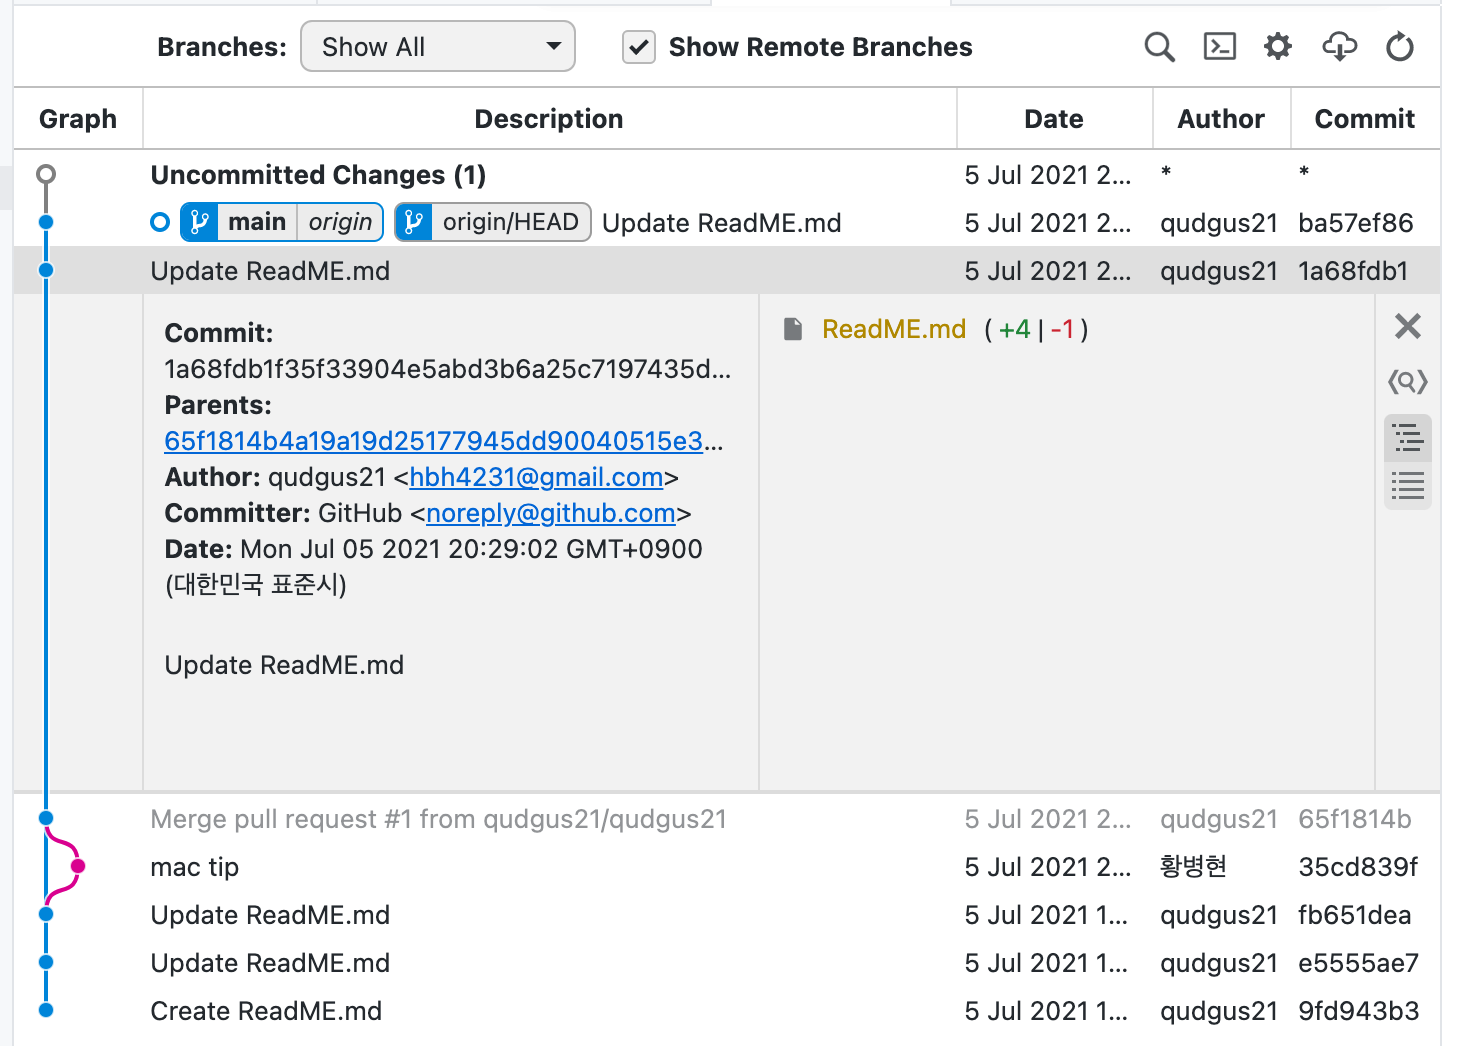 Branches: Show All Show Remote Branches
Graph Description Date Author Commit
Uncommitted Changes (1) 5 Jul 2021 2... * *
main origin origin/HEAD Update ReadME.md 5 Jul 2021 2... qudgus21 ba57ef86
Update ReadME.md 5 Jul 2021 2... qudgus21 1a68fdb1
Commit:
1a68fdb1f35f33904e5abd3b6a25c7197435d...
Parents:
65f1814b4a19a19d25177945dd90040515e3...
Author: qudgus21 <hbh4231@gmail.com>
Committer: GitHub <noreply@github.com>
Date: Mon Jul 05 2021 20:29:02 GMT+0900
(대한민국 표준시)
Update ReadME.md
ReadME.md (+4|-1)
Merge pull request #1 from qudgus21/qudgus21 5 Jul 2021 2... qudgus21 65f1814b
mac tip 5 Jul 2021 2... 황병현 35cd839f
Update ReadME.md 5 Jul 2021 1... qudgus21 fb651dea
Update ReadME.md 5 Jul 2021 1... qudgus21 e5555ae7
Create ReadME.md 5 Jul 2021 1... qudgus21 9fd943b3